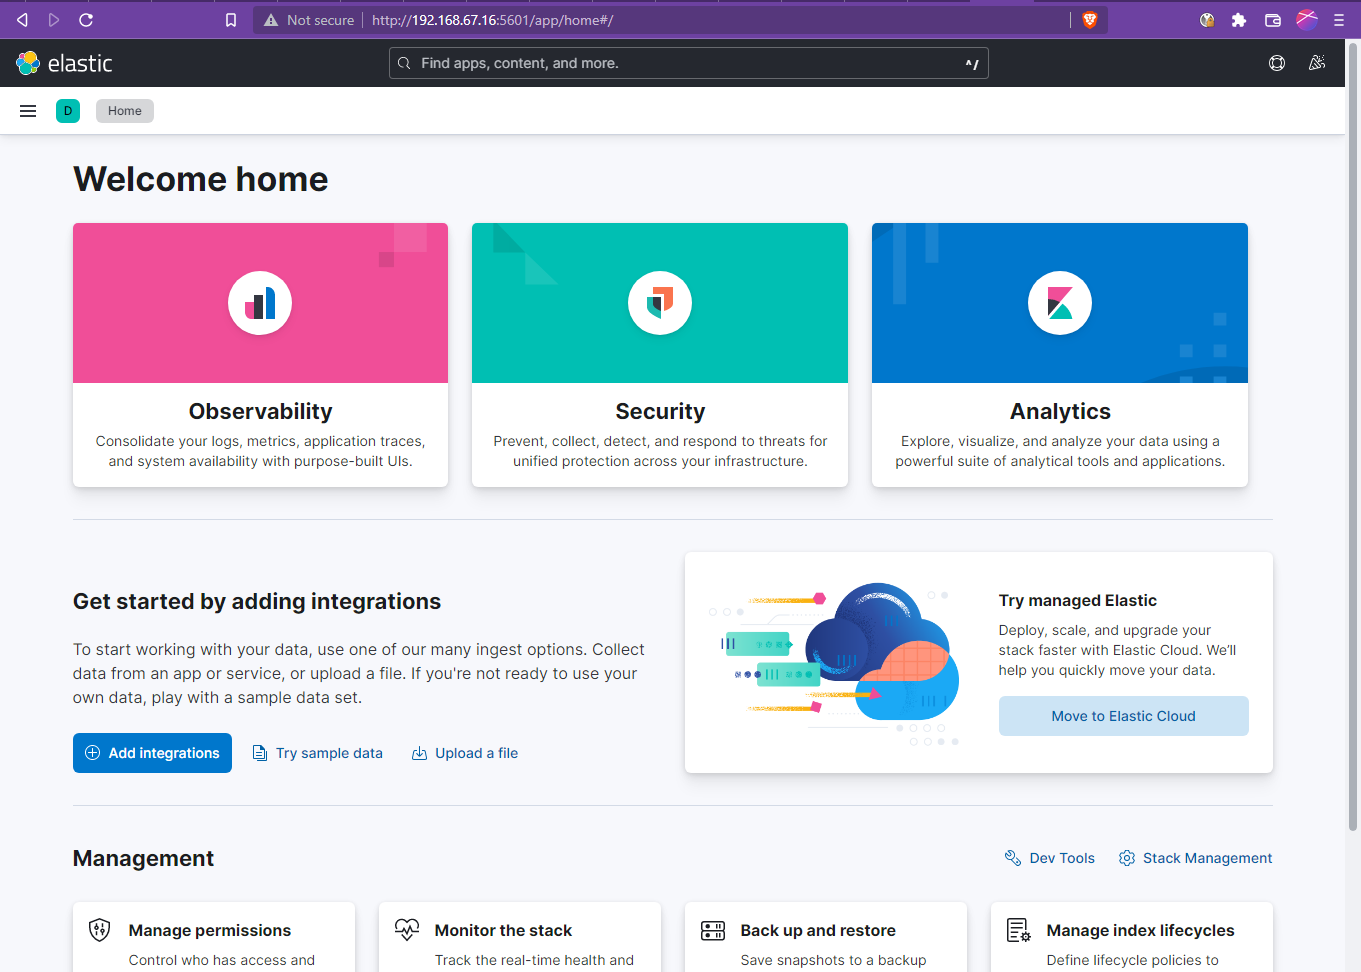 Not secure
http://192.168.67.16:5601/app/home#/
elastic
Find apps, content, and more.
^/
D
Home
Welcome home
Observability
Consolidate your logs, metrics, application traces,
and system availability with purpose-built UIs.
Security
Prevent, collect, detect, and respond to threats for
unified protection across your infrastructure.
Analytics
Explore, visualize, and analyze your data using a
powerful suite of analytical tools and applications.
Get started by adding integrations
To start working with your data, use one of our many ingest options. Collect
data from an app or service, or upload a file. If you're not ready to use your
own data, play with a sample data set.
Add integrations
Try sample data
Upload a file
Try managed Elastic
Deploy, scale, and upgrade your
stack faster with Elastic Cloud. We’ll
help you quickly move your data.
Move to Elastic Cloud
Management
Dev Tools
Stack Management
Manage permissions
Control who has access and
Monitor the stack
Track the real-time health and
Back up and restore
Save snapshots to a backup
Manage index lifecycles
Define lifecycle policies to